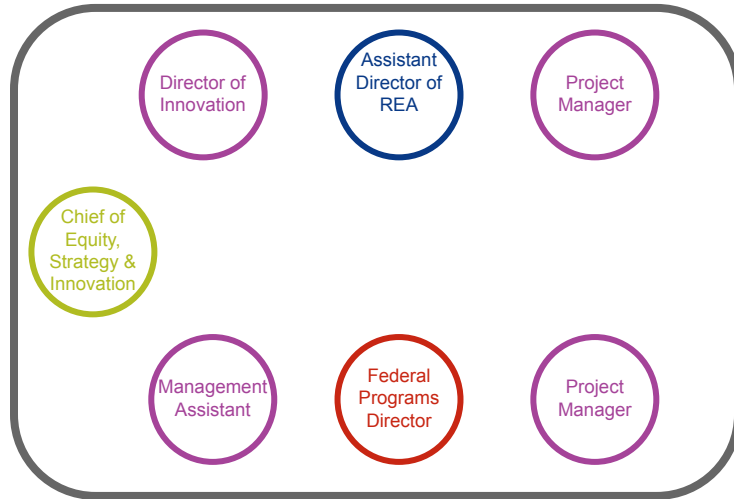 Director of
Innovation
Assistant
Director of
REA
Project
Manager
Chief of
Equity,
Strategy &
Innovation
Management
Assistant
Federal
Programs
Director
Project
Manager